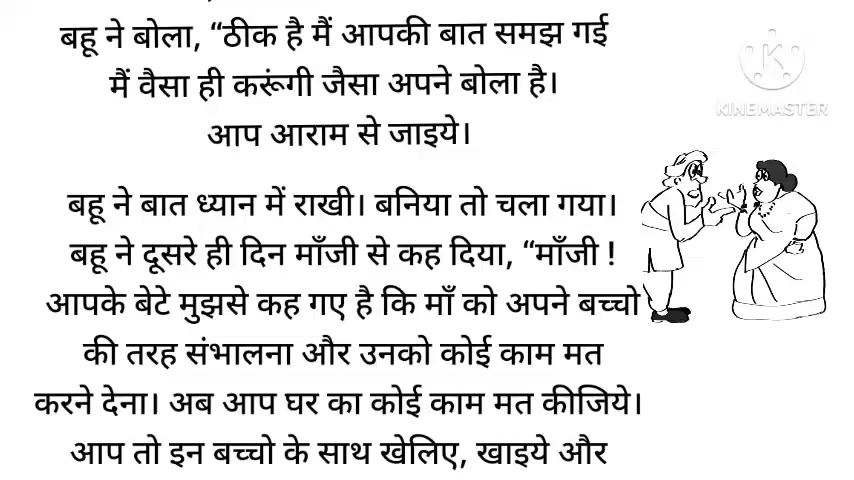 बहू ने बोला, “ठीक है मैं आपकी बात समझ गई
मैं वैसा ही करूंगी जैसा अपने बोला है।
आप आराम से जाइये।
बहू ने बात ध्यान में राखी। बनिया तो चला गया।
बहू ने दूसरे ही दिन माँजी से कह दिया, “माँजी !
आपके बेटे मुझसे कह गए है कि माँ को अपने बच्चो
की तरह संभालना और उनको कोई काम मत
करने देना। अब आप घर का कोई काम मत कीजिये।
आप तो इन बच्चो के साथ खेलिए, खाइये और
KINEMASTER